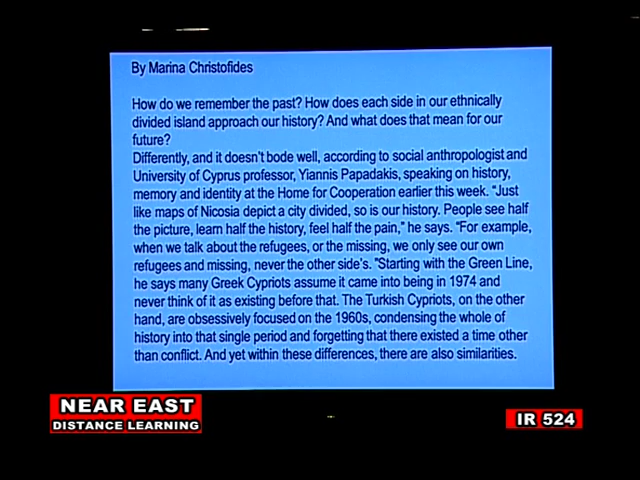 By Marina Christofides
How do we remember the past? How does each side in our ethnically
divided island approach our history? And what does that mean for our
future?
Differently, and it doesn't bode well, according to social anthropologist and
University of Cyprus professor, Yiannis Papadakis, speaking on history,
memory and identity at the Home for Cooperation earlier this week. "Just
like maps of Nicosia depict a city divided, so is our history. People see half
the picture, learn half the history, feel half the pain," he says. "For example,
when we talk about the refugees, or the missing, we only see our own
refugees and missing, never the other side's. "Starting with the Green Line,
he says many Greek Cypriots assume it came into being in 1974 and
never think of it as existing before that. The Turkish Cypriots, on the other
hand, are obsessively focused on the 1960s, condensing the whole of
history into that single period and forgetting that there existed a time other
than conflict. And yet within these differences, there are also similarities.
NEAR EAST
DISTANCE LEARNING
IR 524